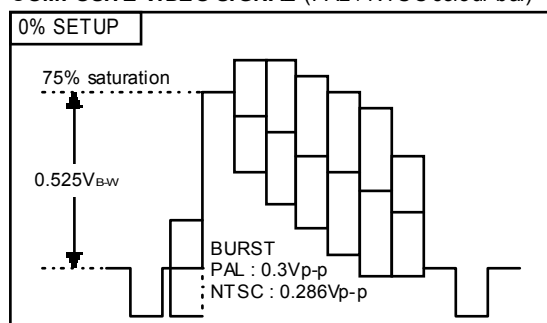 0% SETUP
75% saturation
0.525VB-W
BURST
PAL : 0.3Vp-p
NTSC : 0.286Vp-p